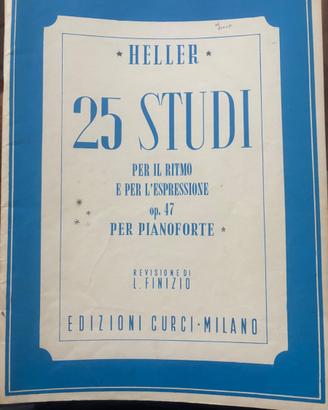 * HELLER *
25 STUDI
PER IL RITMO
E PER L'ESPRESSIONE
op. 47
PER PIANOFORTE *
REVISIONE DI
L. FINIZIO
EDIZIONI CURCI · MILANO